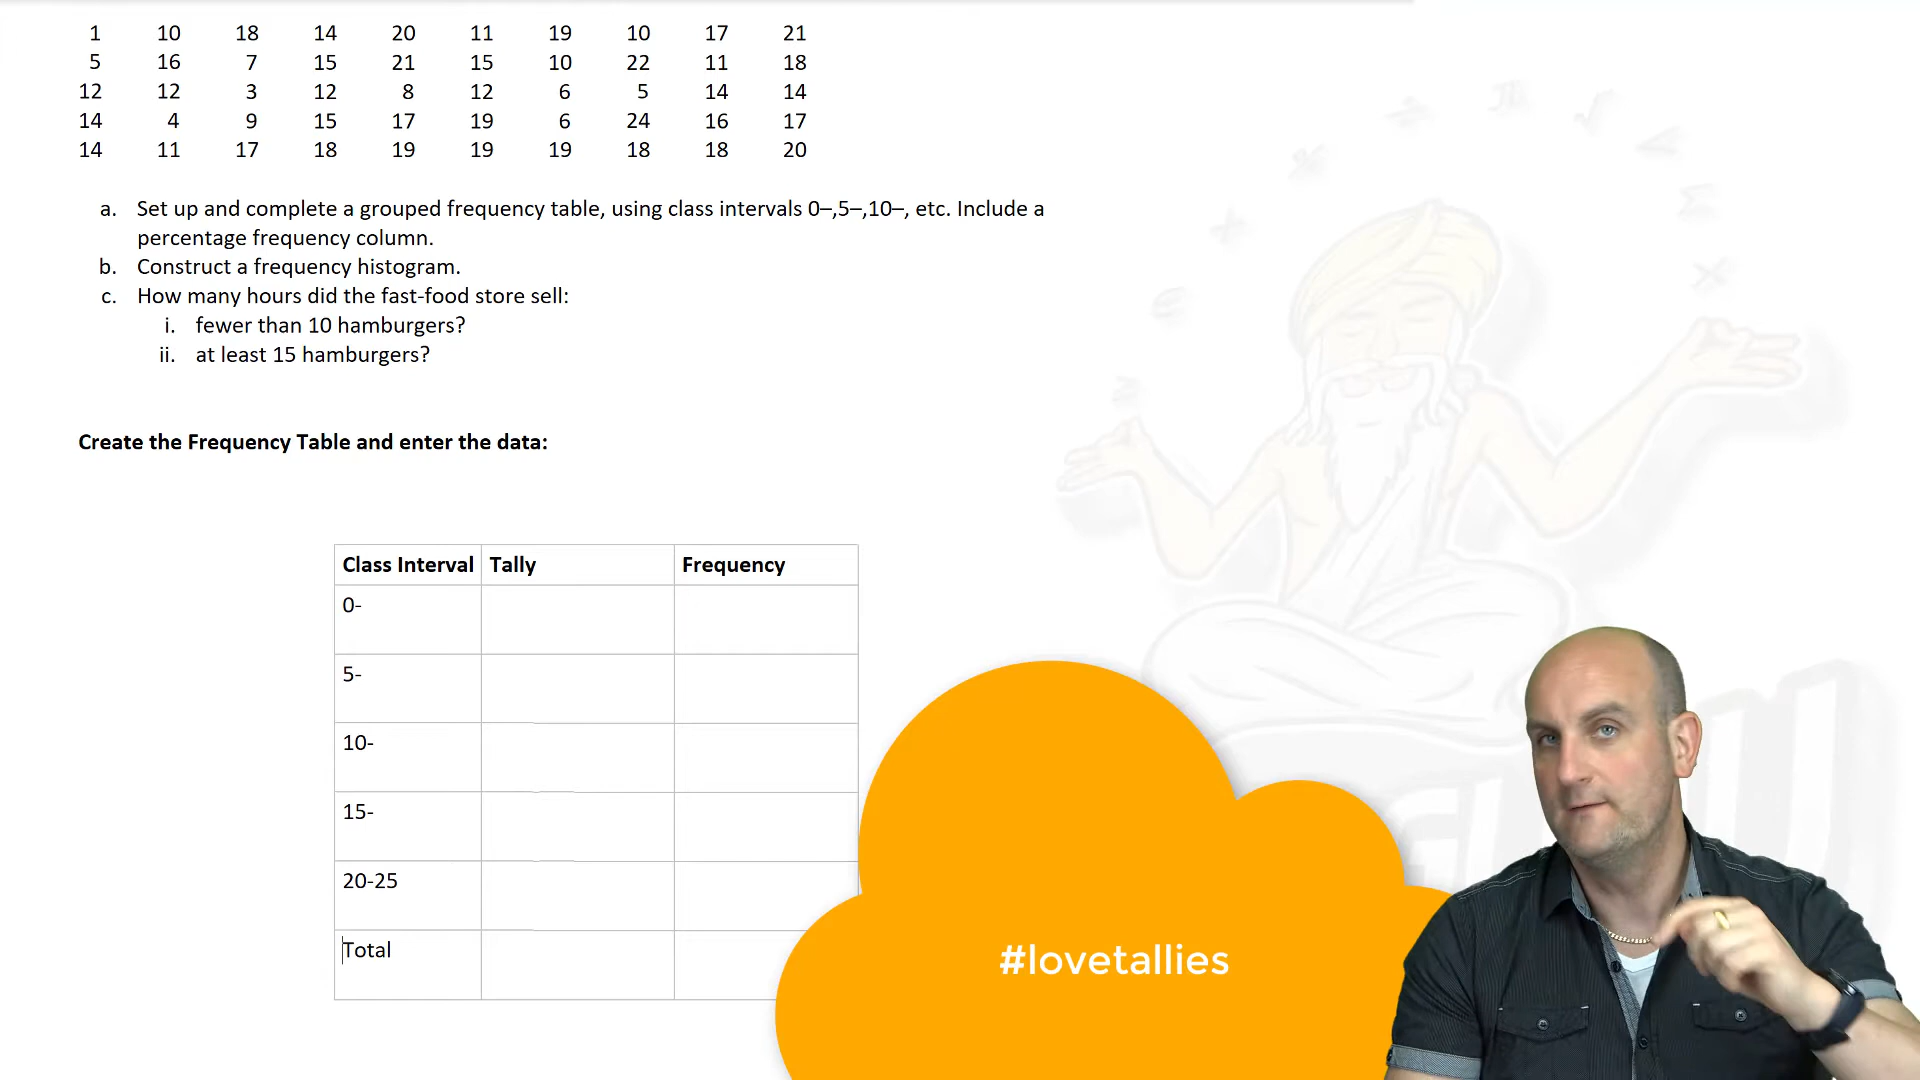 1 10 18 14 20 11 19 10 17 21
5 16 7 15 21 15 10 22 11 18
12 12 3 12 8 12 6 5 14 14
14 4 9 15 17 19 6 24 16 17
14 11 17 18 19 19 19 18 18 20
a. Set up and complete a grouped frequency table, using class intervals 0–,5–,10–, etc. Include a
percentage frequency column.
b. Construct a frequency histogram.
c. How many hours did the fast-food store sell:
i. fewer than 10 hamburgers?
ii. at least 15 hamburgers?
Create the Frequency Table and enter the data:
Class Interval Tally Frequency
0-
5-
10-
15-
20-25
Total
#lovetallies